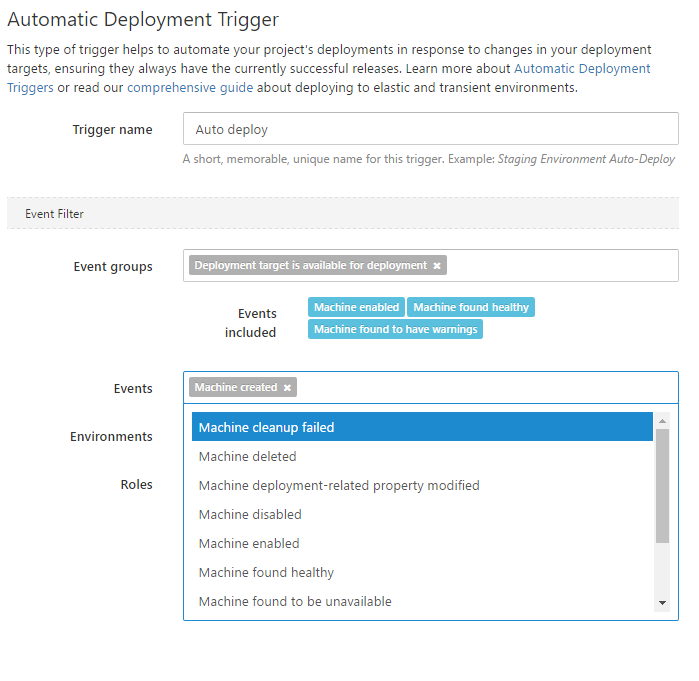 Automatic Deployment Trigger
This type of trigger helps to automate your project's deployments in response to changes in your deployment
targets, ensuring they always have the currently successful releases. Learn more about Automatic Deployment
Triggers or read our comprehensive guide about deploying to elastic and transient environments.
Trigger name
Auto deploy
A short, memorable, unique name for this trigger. Example: Staging Environment Auto-Deploy
Event Filter
Event groups
Deployment target is available for deployment ×
Events
included
Machine enabled Machine found healthy
Machine found to have warnings
Events
Machine created ×
Environments
Roles
Machine cleanup failed
Machine deleted
Machine deployment-related property modified
Machine disabled
Machine enabled
Machine found healthy
Machine found to be unavailable